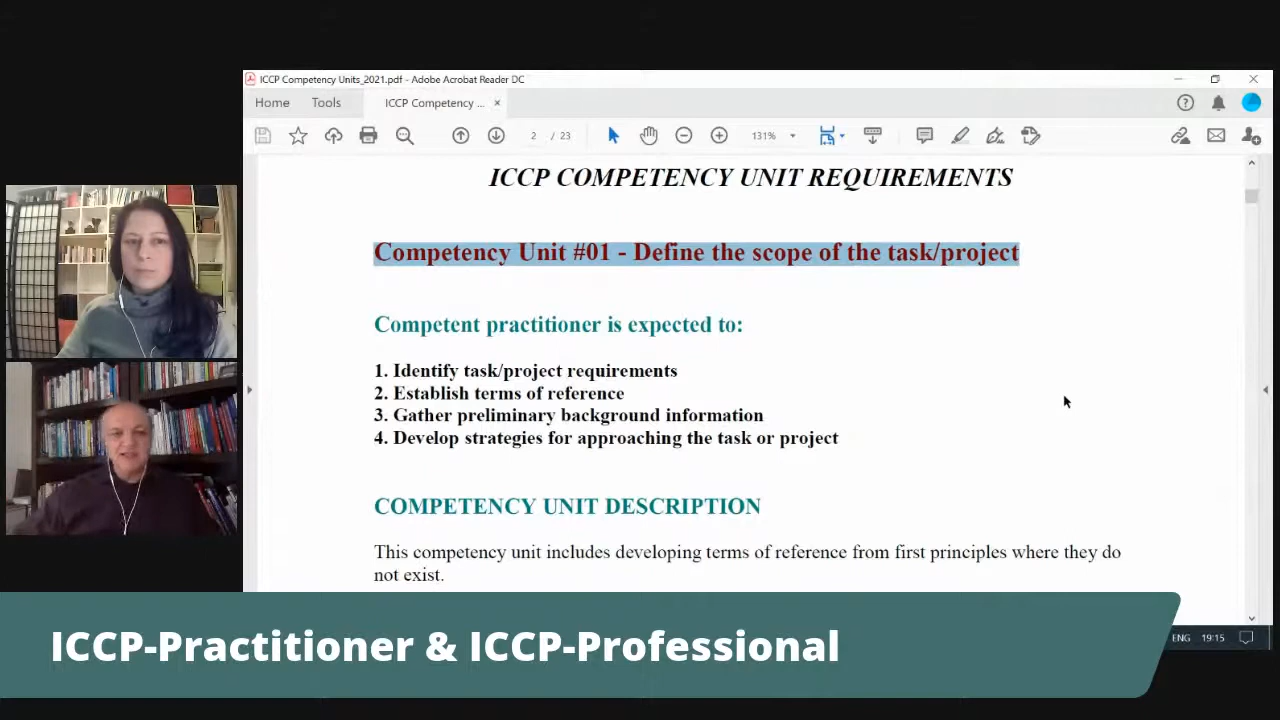 ICCP Competency Units_2021.pdf - Adobe Acrobat Reader DC
Home Tools ICCP Competency ... ×
2 / 23 131%
ICCP COMPETENCY UNIT REQUIREMENTS
Competency Unit #01 - Define the scope of the task/project
Competent practitioner is expected to:
1. Identify task/project requirements
2. Establish terms of reference
3. Gather preliminary background information
4. Develop strategies for approaching the task or project
COMPETENCY UNIT DESCRIPTION
This competency unit includes developing terms of reference from first principles where they do
not exist.
ENG 19:15
ICCP-Practitioner & ICCP-Professional